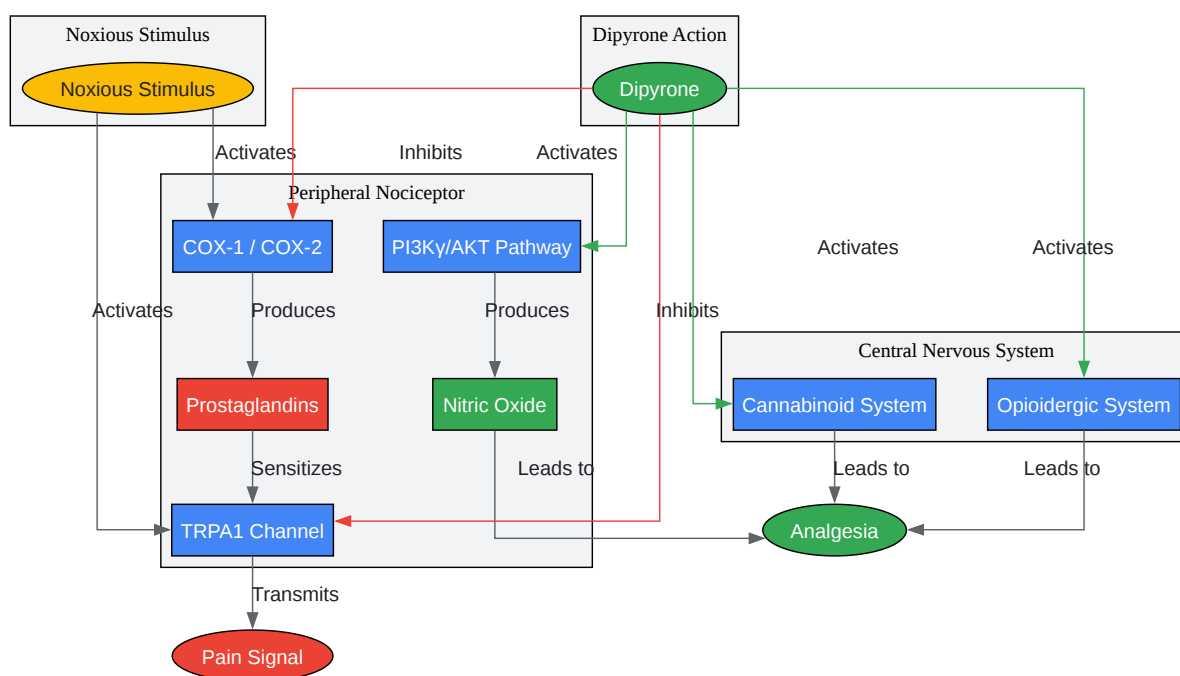 Noxious Stimulus
Dipyrone Action
Noxious Stimulus
Dipyrone
Activates
Inhibits
Activates
Peripheral Nociceptor
COX-1 / COX-2
PI3Kγ/AKT Pathway
Activates
Activates
Activates
Produces
Produces
Inhibits
Central Nervous System
Prostaglandins
Nitric Oxide
Cannabinoid System
Opioidergic System
Sensitizes
Leads to
Leads to
Leads to
TRPA1 Channel
Analgesia
Transmits
Pain Signal